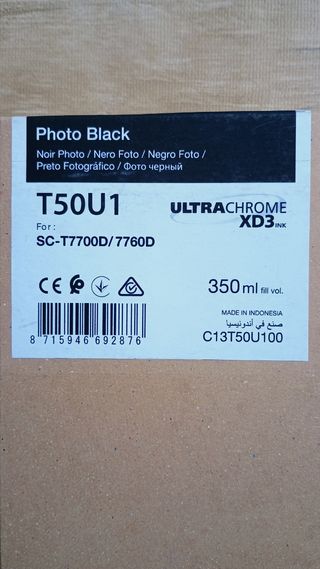 Photo Black
Noir Photo / Nero Foto / Negro Foto /
Preto Fotográfico / Фото черный
T50U1
ULTRACHROME
XD3 INK
For :
SC-T7700D/ 7760D
350 ml fill vol.
MADE IN INDONESIA
صنع في أندونيسيا
C13T50U100
8 715946 692876